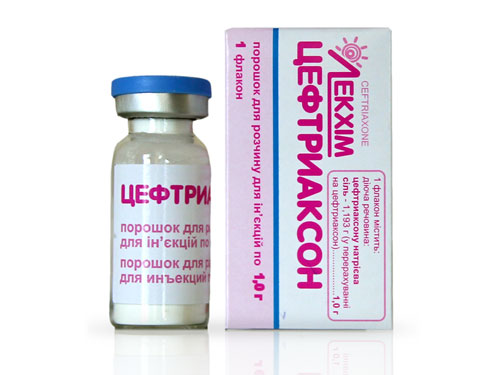 ЦЕФТРИА
порошок для
для ін'єкцій по
порошок для
для инъекций
1 флакон
порошок для розчину для ін'єкцій по 1,0 г
ЛЕКХІМ
CEFTRIAXONE
ЦЕФТРИАКСОН
1 флакон містить:
діюча речовина:
цефтриаксону натрієва
сіль - 1,193 г (у перерахуванні
на цефтриаксон)
1,0 г